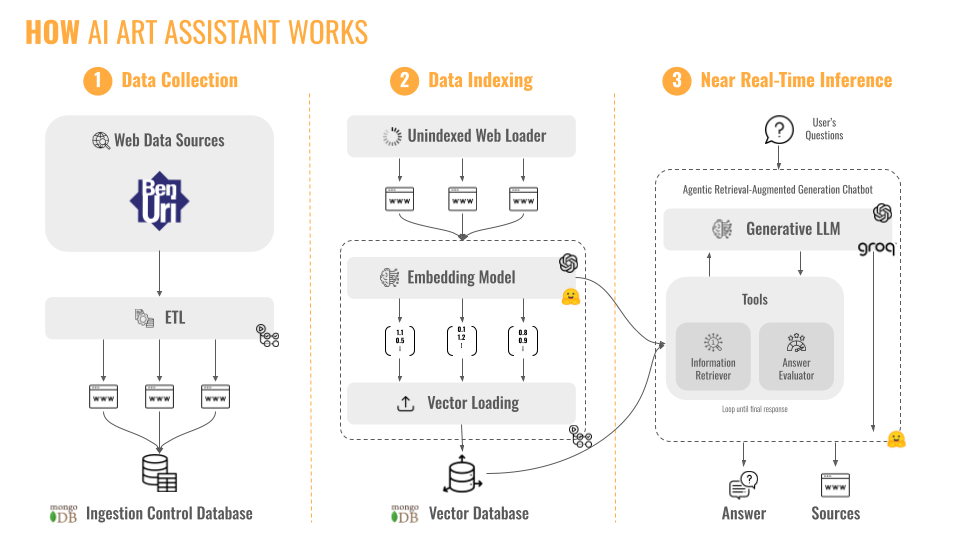 HOW AI ART ASSISTANT WORKS
1 Data Collection
Web Data Sources
Ben
Uri
ETL
www www www
mongo
DB
Ingestion Control Database
2 Data Indexing
Unindexed Web Loader
www www www
Embedding Model
1.1 0.1 0.8
0.5 1.2 0.9
Vector Loading
mongo
DB
Vector Database
3 Near Real-Time Inference
?
User's
Questions
Agentic Retrieval-Augmented Generation Chatbot
Generative LLM
groq
Tools
Information
Retriever
Answer
Evaluator
Loop until final response
?
www
Answer
Sources